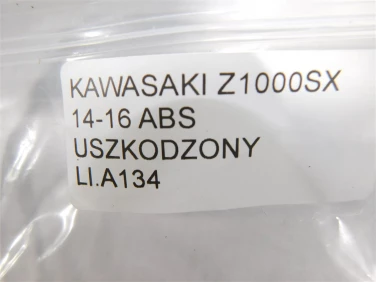 KAWASAKI Z1000SX
14-16 ABS
USZKODZONY
LI.A134